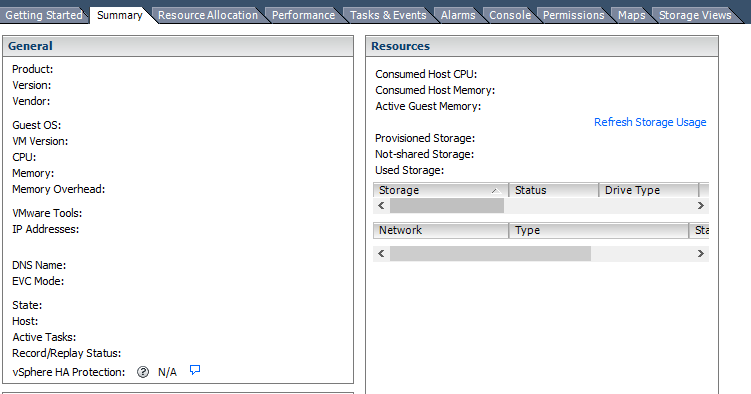 Getting Started Summary Resource Allocation Performance Tasks & Events Alarms Console Permissions Maps Storage Views
General
Product:
Version:
Vendor:
Guest OS:
VM Version:
CPU:
Memory:
Memory Overhead:
VMware Tools:
IP Addresses:
DNS Name:
EVC Mode:
State:
Host:
Active Tasks:
Record/Replay Status:
vSphere HA Protection: ? N/A
Resources
Consumed Host CPU:
Consumed Host Memory:
Active Guest Memory:
Refresh Storage Usage
Provisioned Storage:
Not-shared Storage:
Used Storage:
Storage Status Drive Type
Network Type Sta